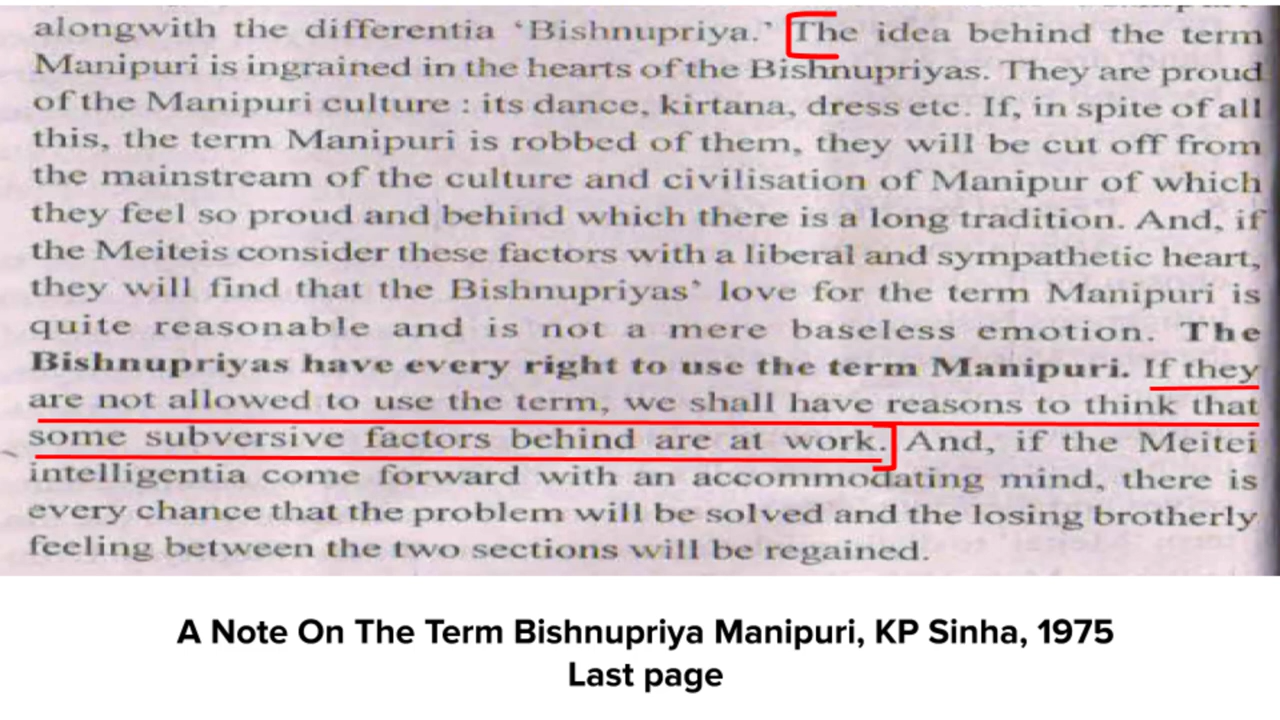 alongwith the differentia ‘Bishnupriya.’ The idea behind the term
Manipuri is ingrained in the hearts of the Bishnupriyas. They are proud
of the Manipuri culture : its dance, kirtana, dress etc. If, in spite of all
this, the term Manipuri is robbed of them, they will be cut off from
the mainstream of the culture and civilisation of Manipur of which
they feel so proud and behind which there is a long tradition. And, if
the Meiteis consider these factors with a liberal and sympathetic heart,
they will find that the Bishnupriyas’ love for the term Manipuri is
quite reasonable and is not a mere baseless emotion. The
Bishnupriyas have every right to use the term Manipuri. If they
are not allowed to use the term, we shall have reasons to think that
some subversive factors behind are at work. And, if the Meitei
intelligentia come forward with an accommodating mind, there is
every chance that the problem will be solved and the losing brotherly
feeling between the two sections will be regained.
A Note On The Term Bishnupriya Manipuri, KP Sinha, 1975
Last page